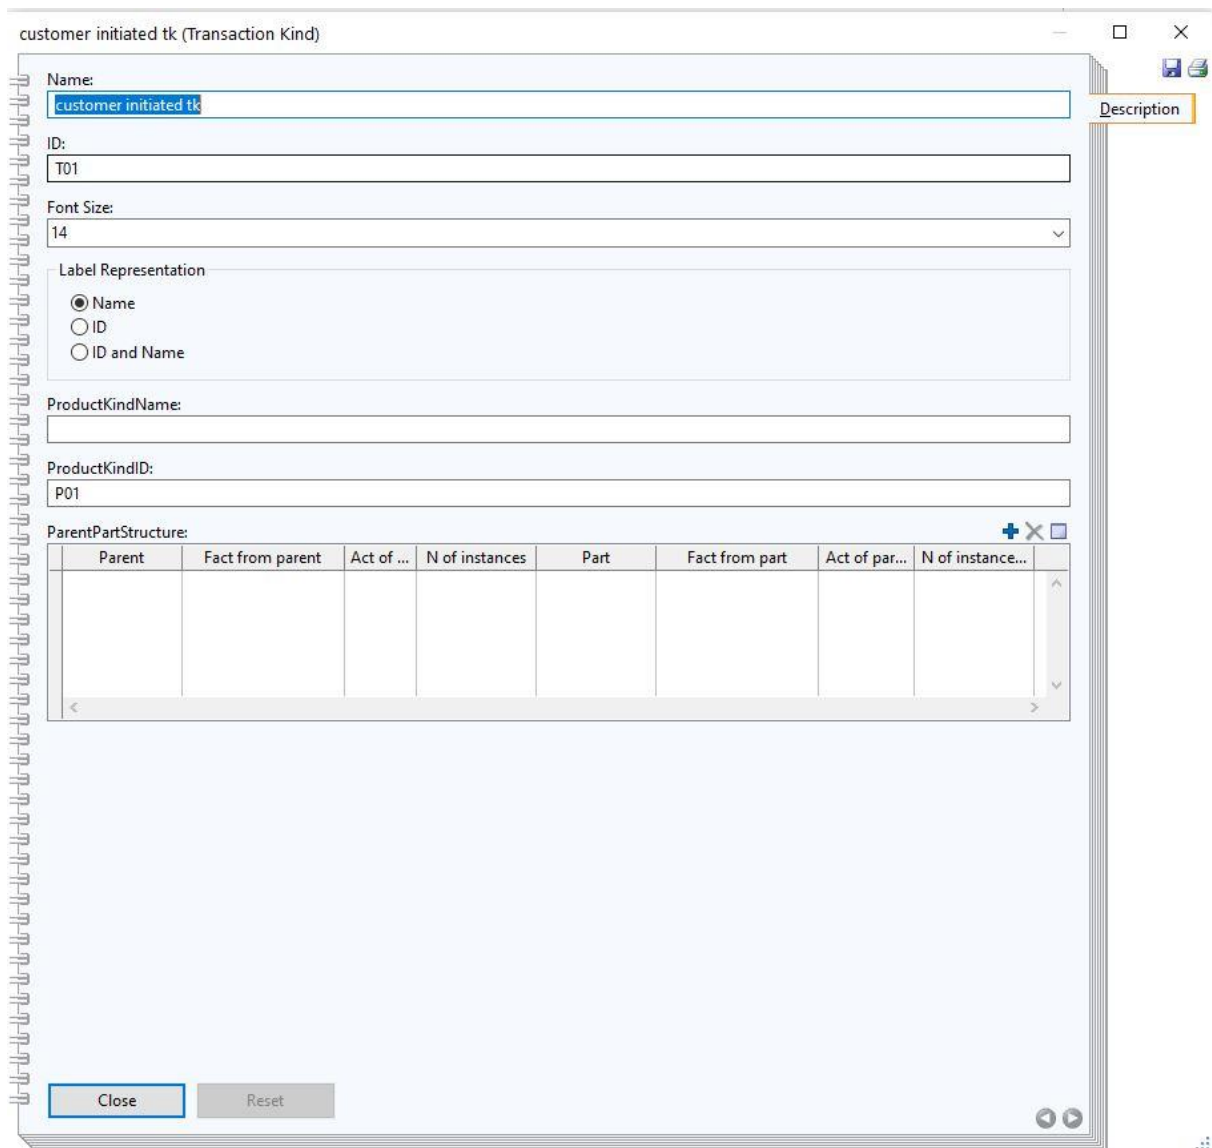 customer initiated tk (Transaction Kind)
Name:
customer initiated tk
Description
ID:
T01
Font Size:
14
Label Representation
Name
ID
ID and Name
ProductKindName:
ProductKindID:
P01
ParentPartStructure:
Parent Fact from parent Act of ... N of instances Part Fact from part Act of par... N of instance...
Close Reset